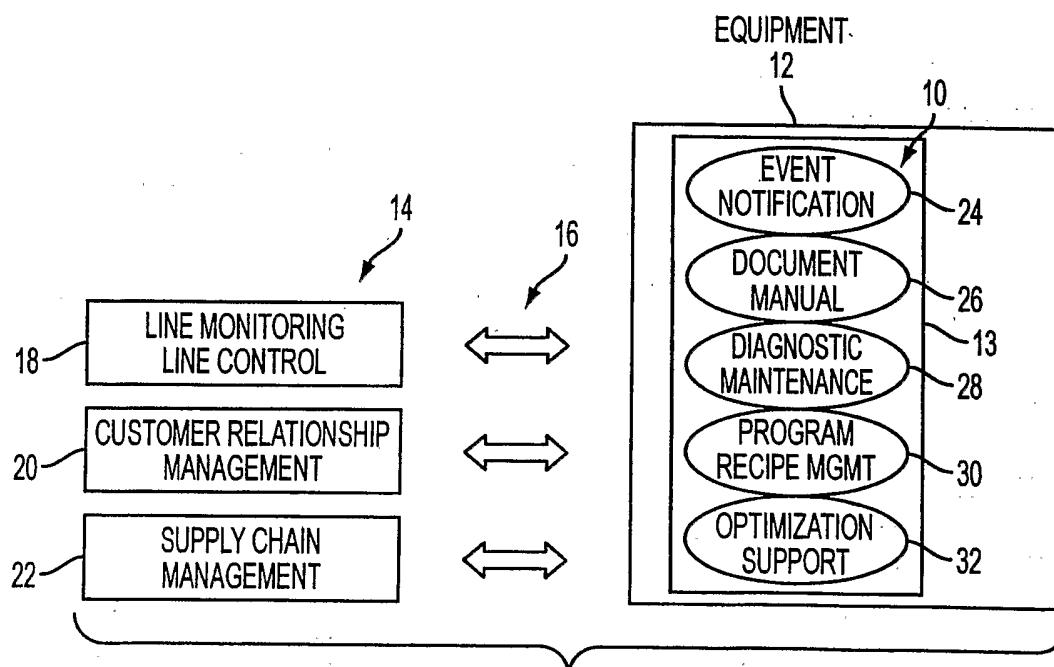 EQUIPMENT
12
10
EVENT
NOTIFICATION
24
14
16
DOCUMENT
MANUAL
26
13
18
LINE MONITORING
LINE CONTROL
DIAGNOSTIC
MAINTENANCE
28
20
CUSTOMER RELATIONSHIP
MANAGEMENT
PROGRAM
RECIPE MGMT
30
22
SUPPLY CHAIN
MANAGEMENT
OPTIMIZATION
SUPPORT
32